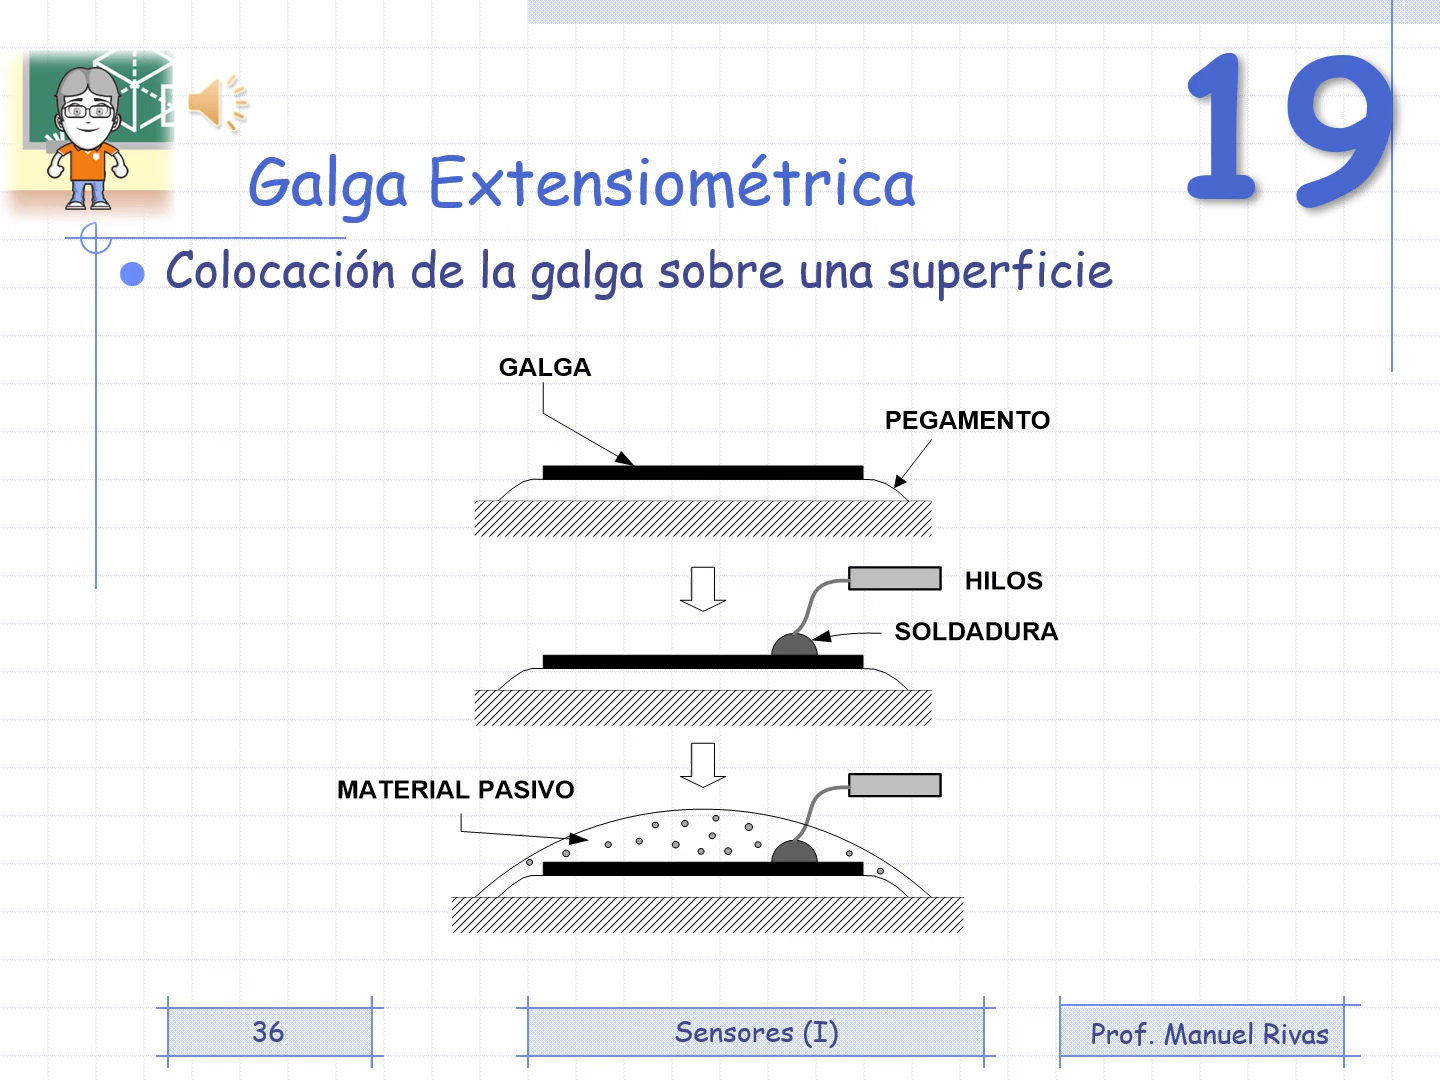 19
Galga Extensiométrica
Colocación de la galga sobre una superficie
GALGA
PEGAMENTO
HILOS
SOLDADURA
MATERIAL PASIVO
36
Sensores (I)
Prof. Manuel Rivas